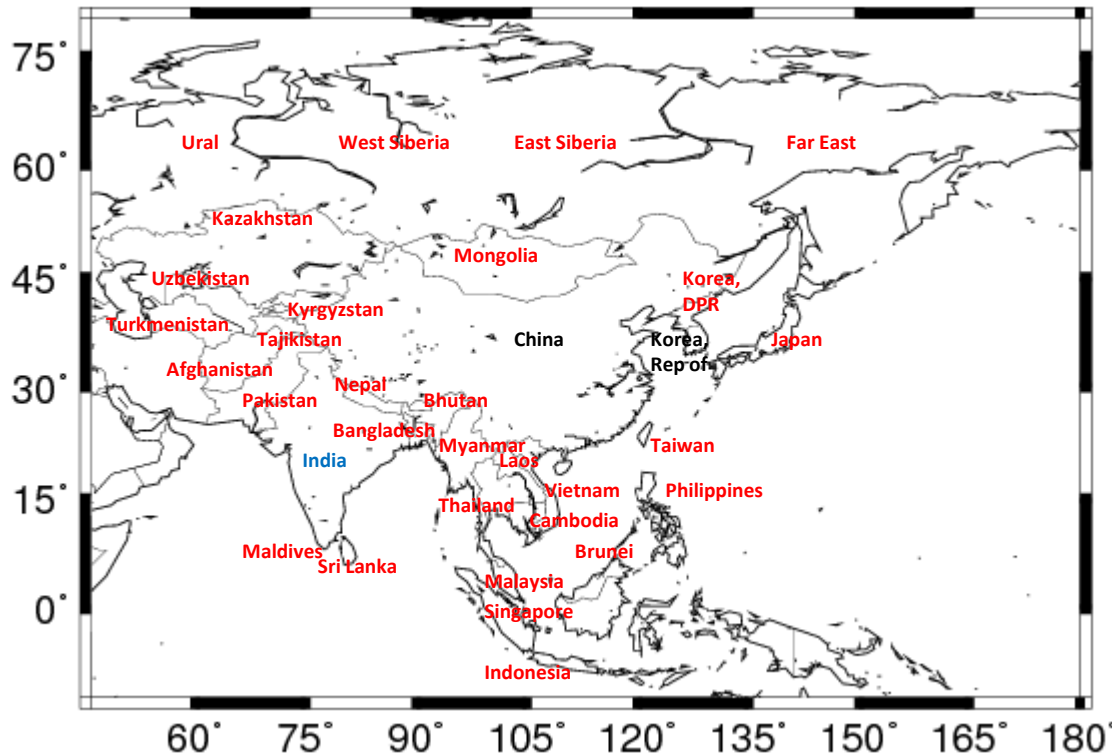 75°
Ural
West Siberia
East Siberia
Far East
60°
Kazakhstan
Mongolia
45°
Uzbekistan
Korea,
DPR
Kyrgyzstan
Turkmenistan
Tajikistan
China
Korea,
Rep of
Japan
Afghanistan
Nepal
30°
Pakistan
Bhutan
Bangladesh
Myanmar
Taiwan
India
Laos
15°
Vietnam
Philippines
Thailand
Cambodia
Maldives
Brunei
Sri Lanka
Malaysia
0°
Singapore
Indonesia
60° 75° 90° 105° 120° 135° 150° 165° 180